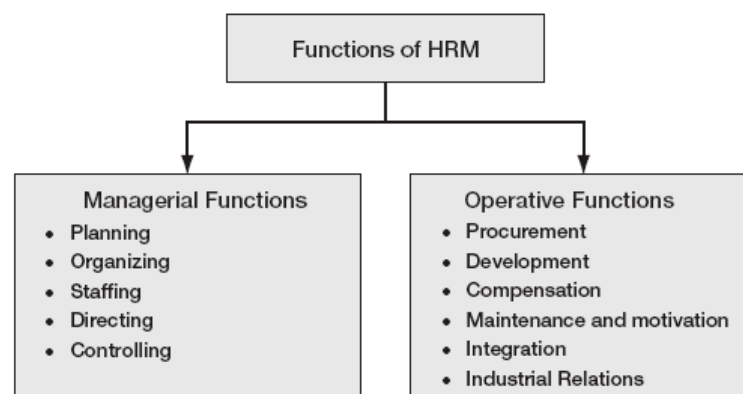 Functions of HRM
Managerial Functions
• Planning
• Organizing
• Staffing
• Directing
• Controlling
Operative Functions
• Procurement
• Development
• Compensation
• Maintenance and motivation
• Integration
• Industrial Relations